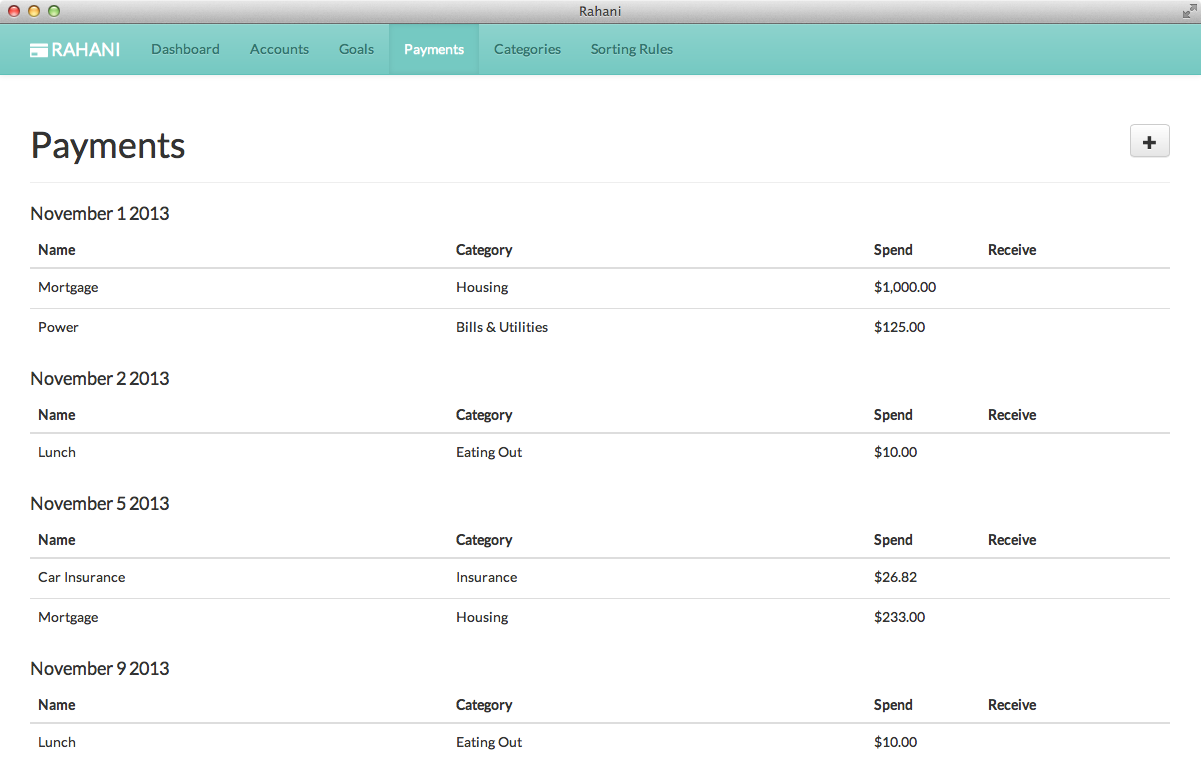 Rahani
RAHANI Dashboard Accounts Goals Payments Categories Sorting Rules
Payments
November 1 2013
Name Category Spend Receive
Mortgage Housing $1,000.00
Power Bills & Utilities $125.00
November 2 2013
Name Category Spend Receive
Lunch Eating Out $10.00
November 5 2013
Name Category Spend Receive
Car Insurance Insurance $26.82
Mortgage Housing $233.00
November 9 2013
Name Category Spend Receive
Lunch Eating Out $10.00